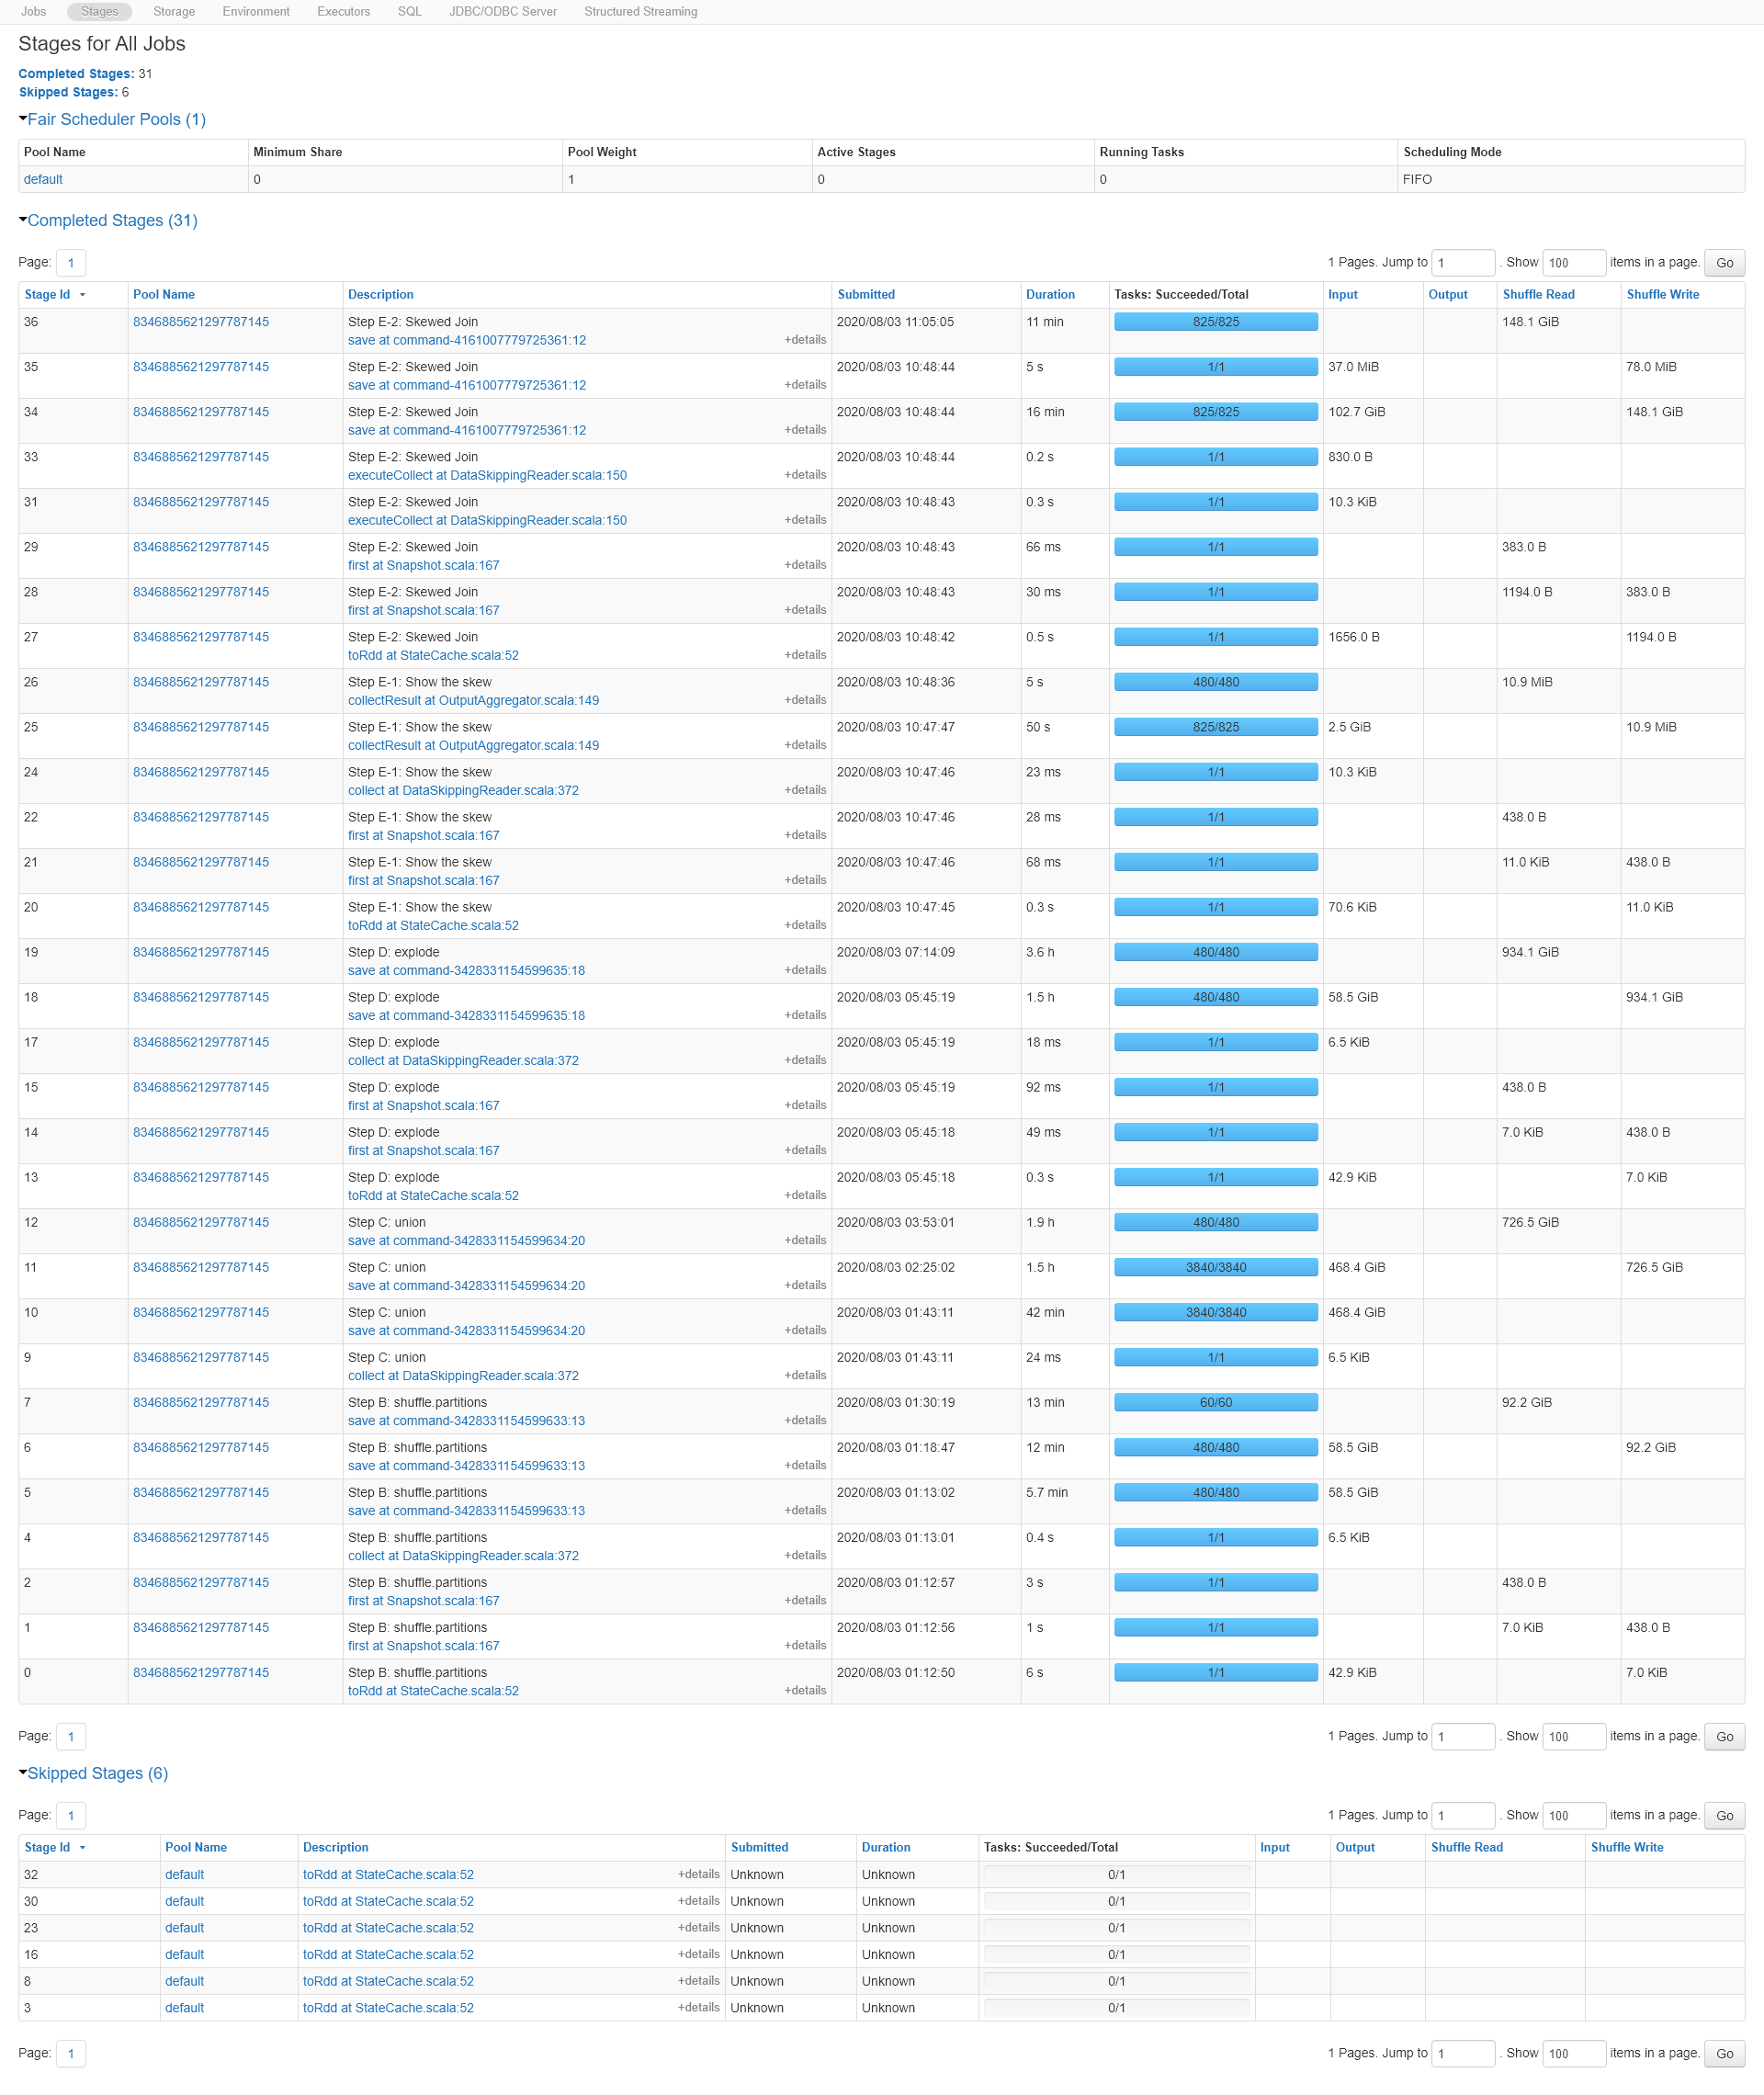 Jobs Stages Storage Environment Executors SQL JDBC/ODBC Server Structured Streaming
Stages for All Jobs
Completed Stages: 31
Skipped Stages: 6
Fair Scheduler Pools (1)
Pool Name Minimum Share Pool Weight Active Stages Running Tasks Scheduling Mode
default 0 1 0 0 FIFO
Completed Stages (31)
Page: 1 1 Pages. Jump to 1 . Show 100 items in a page. Go
Stage Id Pool Name Description Submitted Duration Tasks: Succeeded/Total Input Output Shuffle Read Shuffle Write
36 8346885621297787145 Step E-2: Skewed Join 2020/08/03 11:05:05 11 min 825/825 148.1 GiB
save at command-4161007779725361:12 +details
35 8346885621297787145 Step E-2: Skewed Join 2020/08/03 10:48:44 5 s 1/1 37.0 MiB 78.0 MiB
save at command-4161007779725361:12 +details
34 8346885621297787145 Step E-2: Skewed Join 2020/08/03 10:48:44 16 min 825/825 102.7 GiB 148.1 GiB
save at command-4161007779725361:12 +details
33 8346885621297787145 Step E-2: Skewed Join 2020/08/03 10:48:44 0.2 s 1/1 830.0 B
executeCollect at DataSkippingReader.scala:150 +details
31 8346885621297787145 Step E-2: Skewed Join 2020/08/03 10:48:43 0.3 s 1/1 10.3 KiB
executeCollect at DataSkippingReader.scala:150 +details
29 8346885621297787145 Step E-2: Skewed Join 2020/08/03 10:48:43 66 ms 1/1 383.0 B
first at Snapshot.scala:167 +details
28 8346885621297787145 Step E-2: Skewed Join 2020/08/03 10:48:43 30 ms 1/1 1194.0 B 383.0 B
first at Snapshot.scala:167 +details
27 8346885621297787145 Step E-2: Skewed Join 2020/08/03 10:48:42 0.5 s 1/1 1656.0 B 1194.0 B
toRdd at StateCache.scala:52 +details
26 8346885621297787145 Step E-1: Show the skew 2020/08/03 10:48:36 5 s 480/480 10.9 MiB
collectResult at OutputAggregator.scala:149 +details
25 8346885621297787145 Step E-1: Show the skew 2020/08/03 10:47:47 50 s 825/825 2.5 GiB 10.9 MiB
collectResult at OutputAggregator.scala:149 +details
24 8346885621297787145 Step E-1: Show the skew 2020/08/03 10:47:46 23 ms 1/1 10.3 KiB
collect at DataSkippingReader.scala:372 +details
22 8346885621297787145 Step E-1: Show the skew 2020/08/03 10:47:46 28 ms 1/1 438.0 B
first at Snapshot.scala:167 +details
21 8346885621297787145 Step E-1: Show the skew 2020/08/03 10:47:46 68 ms 1/1 11.0 KiB 438.0 B
first at Snapshot.scala:167 +details
20 8346885621297787145 Step E-1: Show the skew 2020/08/03 10:47:45 0.3 s 1/1 70.6 KiB 11.0 KiB
toRdd at StateCache.scala:52 +details
19 8346885621297787145 Step D: explode 2020/08/03 07:14:09 3.6 h 480/480 934.1 GiB
save at command-3428331154599635:18 +details
18 8346885621297787145 Step D: explode 2020/08/03 05:45:19 1.5 h 480/480 58.5 GiB 934.1 GiB
save at command-3428331154599635:18 +details
17 8346885621297787145 Step D: explode 2020/08/03 05:45:19 18 ms 1/1 6.5 KiB
collect at DataSkippingReader.scala:372 +details
15 8346885621297787145 Step D: explode 2020/08/03 05:45:19 92 ms 1/1 438.0 B
first at Snapshot.scala:167 +details
14 8346885621297787145 Step D: explode 2020/08/03 05:45:18 49 ms 1/1 7.0 KiB 438.0 B
first at Snapshot.scala:167 +details
13 8346885621297787145 Step D: explode 2020/08/03 05:45:18 0.3 s 1/1 42.9 KiB 7.0 KiB
toRdd at StateCache.scala:52 +details
12 8346885621297787145 Step C: union 2020/08/03 03:53:01 1.9 h 480/480 726.5 GiB
save at command-3428331154599634:20 +details
11 8346885621297787145 Step C: union 2020/08/03 02:25:02 1.5 h 3840/3840 468.4 GiB 726.5 GiB
save at command-3428331154599634:20 +details
10 8346885621297787145 Step C: union 2020/08/03 01:43:11 42 min 3840/3840 468.4 GiB
save at command-3428331154599634:20 +details
9 8346885621297787145 Step C: union 2020/08/03 01:43:11 24 ms 1/1 6.5 KiB
collect at DataSkippingReader.scala:372 +details
7 8346885621297787145 Step B: shuffle.partitions 2020/08/03 01:30:19 13 min 60/60 92.2 GiB
save at command-3428331154599633:13 +details
6 8346885621297787145 Step B: shuffle.partitions 2020/08/03 01:18:47 12 min 480/480 58.5 GiB 92.2 GiB
save at command-3428331154599633:13 +details
5 8346885621297787145 Step B: shuffle.partitions 2020/08/03 01:13:02 5.7 min 480/480 58.5 GiB
save at command-3428331154599633:13 +details
4 8346885621297787145 Step B: shuffle.partitions 2020/08/03 01:13:01 0.4 s 1/1 6.5 KiB
collect at DataSkippingReader.scala:372 +details
2 8346885621297787145 Step B: shuffle.partitions 2020/08/03 01:12:57 3 s 1/1 438.0 B
first at Snapshot.scala:167 +details
1 8346885621297787145 Step B: shuffle.partitions 2020/08/03 01:12:56 1 s 1/1 7.0 KiB 438.0 B
first at Snapshot.scala:167 +details
0 8346885621297787145 Step B: shuffle.partitions 2020/08/03 01:12:50 6 s 1/1 42.9 KiB 7.0 KiB
toRdd at StateCache.scala:52 +details
Page: 1 1 Pages. Jump to 1 . Show 100 items in a page. Go
Skipped Stages (6)
Page: 1 1 Pages. Jump to 1 . Show 100 items in a page. Go
Stage Id Pool Name Description Submitted Duration Tasks: Succeeded/Total Input Output Shuffle Read Shuffle Write
32 default toRdd at StateCache.scala:52 +details Unknown Unknown 0/1
30 default toRdd at StateCache.scala:52 +details Unknown Unknown 0/1
23 default toRdd at StateCache.scala:52 +details Unknown Unknown 0/1
16 default toRdd at StateCache.scala:52 +details Unknown Unknown 0/1
8 default toRdd at StateCache.scala:52 +details Unknown Unknown 0/1
3 default toRdd at StateCache.scala:52 +details Unknown Unknown 0/1
Page: 1 1 Pages. Jump to 1 . Show 100 items in a page. Go